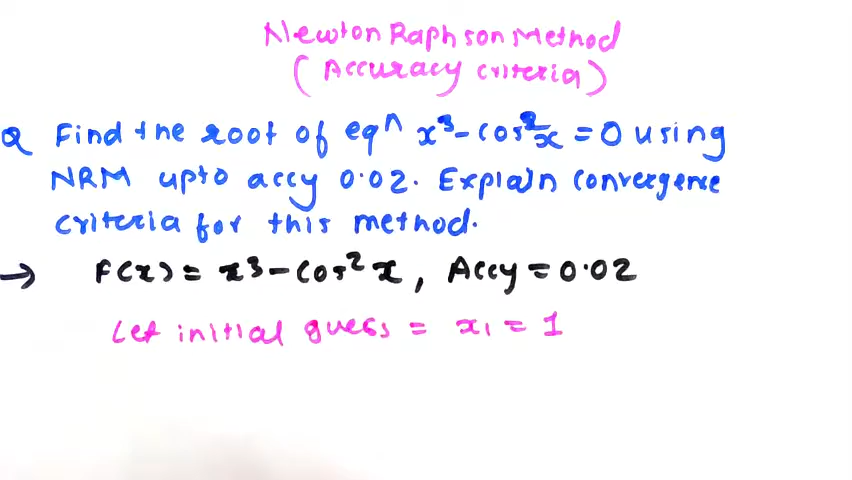 Newton Raphson Method
(Accuracy criteria)
Q Find the root of eqⁿ x³-cos²x = 0 using
NRM upto accy 0.02. Explain convergence
criteria for this method.
→ F(x) = x³-cos²x, Accy = 0.02
Let initial guess = x₁ = 1